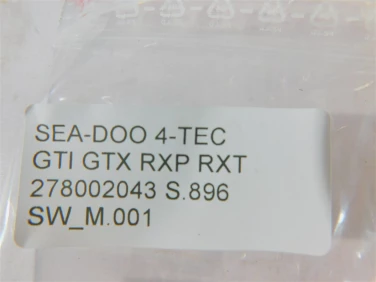 SEA-DOO 4-TEC
GTI GTX RXP RXT
278002043 S.896
SW_M.001